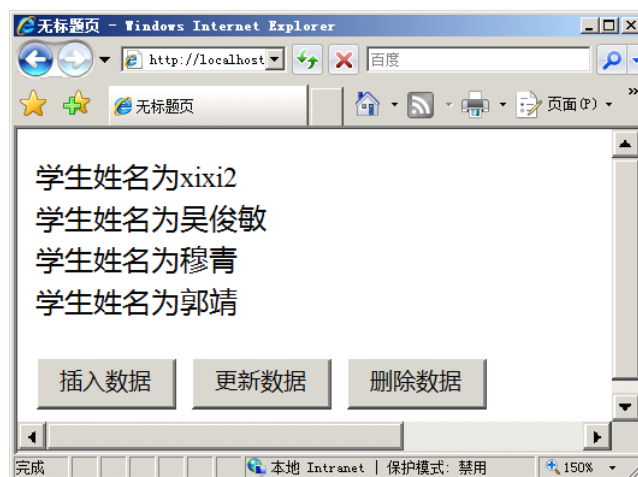 无标题页 - Windows Internet Explorer
http://localhost
百度
无标题页
页面(P)
»
学生姓名为xixi2
学生姓名为吴俊敏
学生姓名为穆青
学生姓名为郭靖
插入数据 更新数据 删除数据
完成 本地 Intranet | 保护模式: 禁用 150%